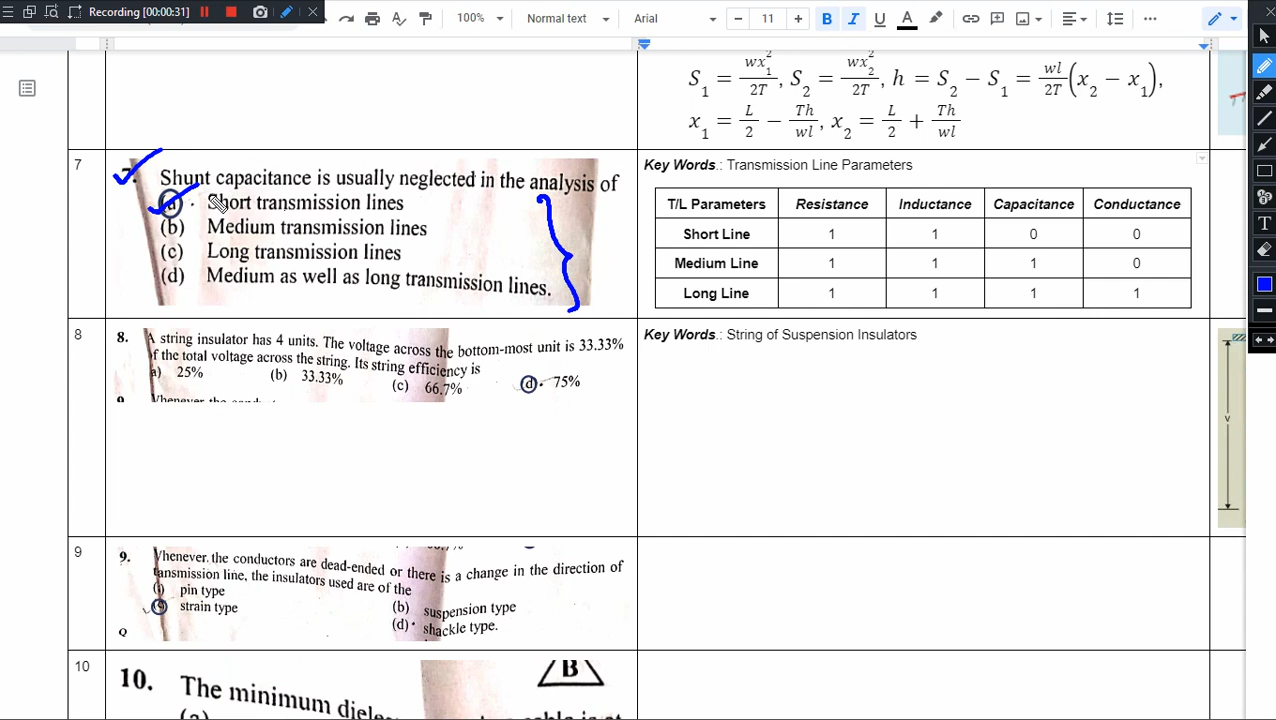 Recording [00:00:31]
100% Normal text Arial 11 B I U A
S1 = wx1^2/2T, S2 = wx2^2/2T, h = S2 − S1 = wl/2T (x2 − x1),
x1 = L/2 − Th/wl, x2 = L/2 + Th/wl
7
7. Shunt capacitance is usually neglected in the analysis of
(a) · Short transmission lines
(b) Medium transmission lines
(c) Long transmission lines
(d) Medium as well as long transmission lines.
Key Words.: Transmission Line Parameters
T/L Parameters Resistance Inductance Capacitance Conductance
Short Line 1 1 0 0
Medium Line 1 1 1 0
Long Line 1 1 1 1
8
8. A string insulator has 4 units. The voltage across the bottom-most unit is 33.33%
of the total voltage across the string. Its string efficiency is
a) 25% (b) 33.33% (c) 66.7% (d)· 75%
Key Words.: String of Suspension Insulators
V
9
9. Whenever the conductors are dead-ended or there is a change in the direction of
transmission line, the insulators used are of the
pin type
strain type
(b) suspension type
(d)· shackle type.
Q
10
B
10. The minimum
(a)